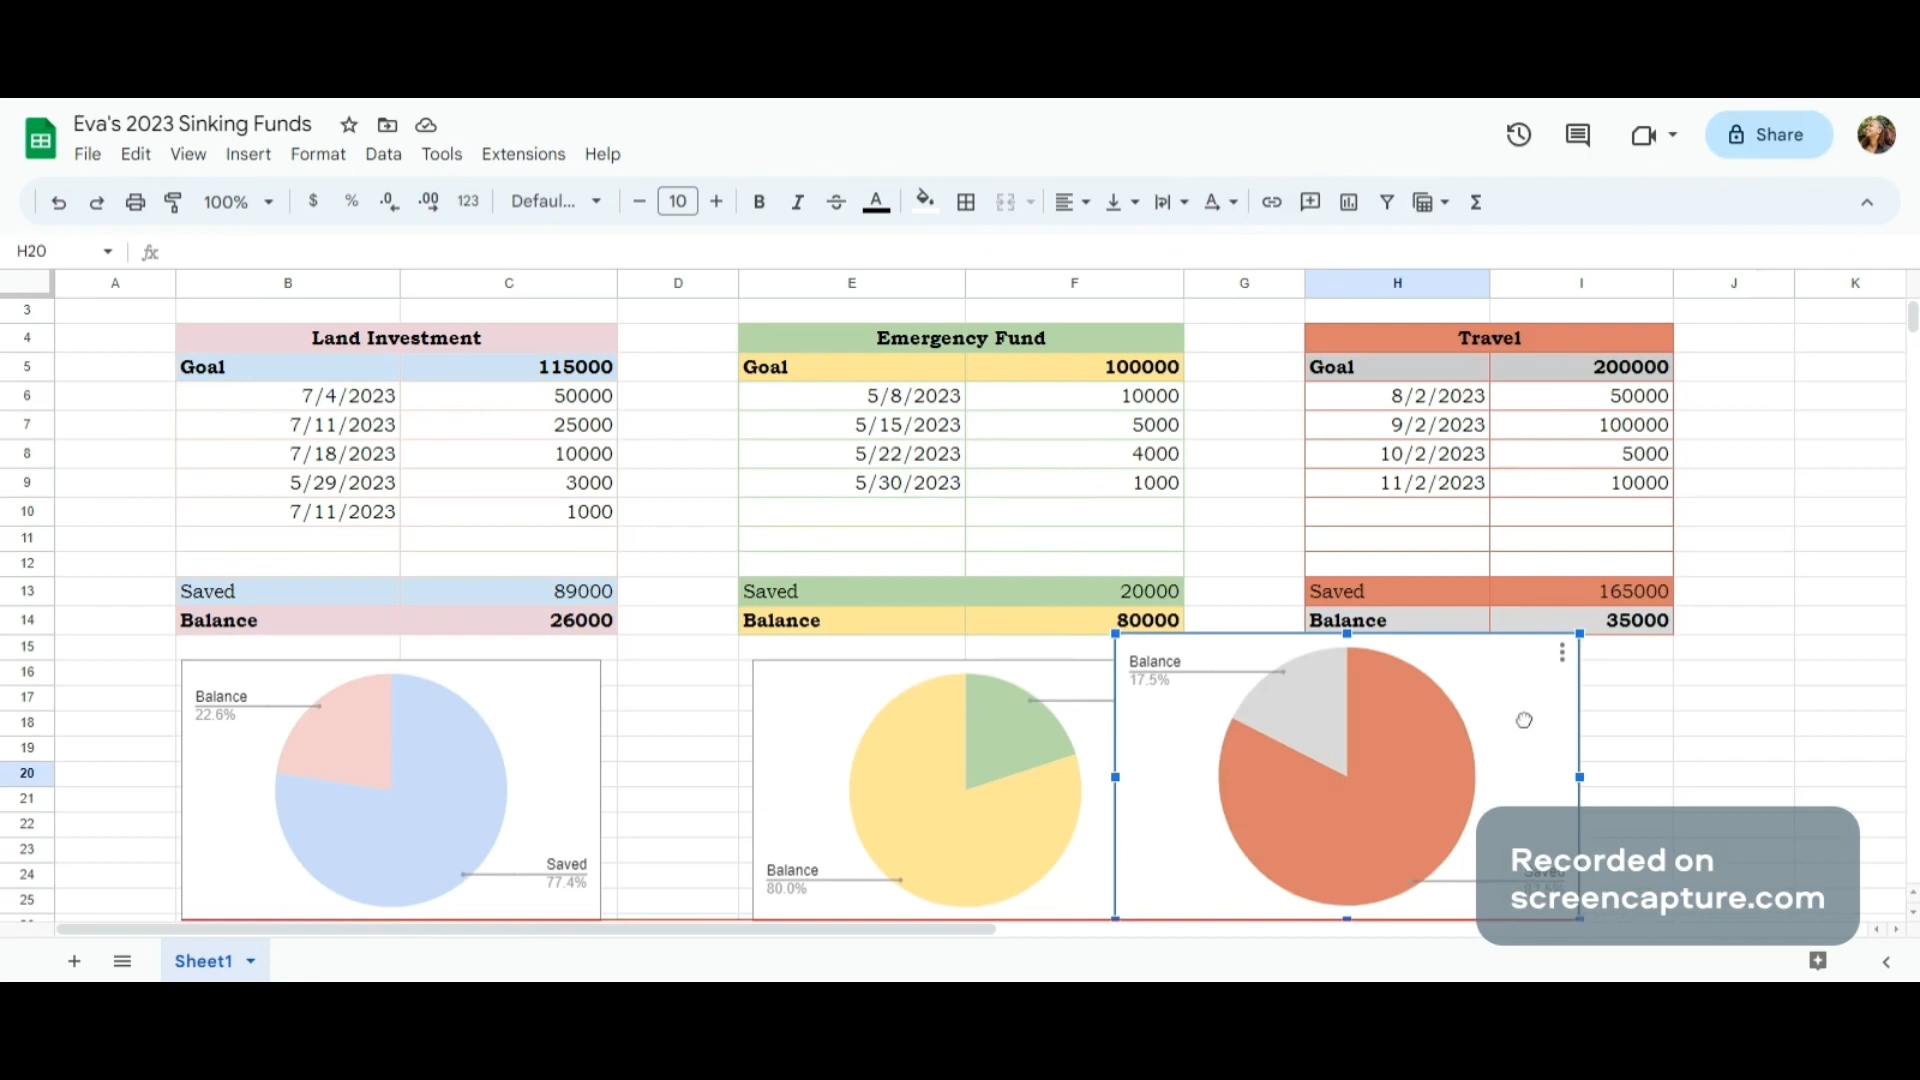 Eva's 2023 Sinking Funds
File Edit View Insert Format Data Tools Extensions Help
Share
100% $ % .0 .00 123 Defaul... 10 B I A
H20 fx
A B C D E F G H I J K
3
4 Land Investment Emergency Fund Travel
5 Goal 115000 Goal 100000 Goal 200000
6 7/4/2023 50000 5/8/2023 10000 8/2/2023 50000
7 7/11/2023 25000 5/15/2023 5000 9/2/2023 100000
8 7/18/2023 10000 5/22/2023 4000 10/2/2023 5000
9 5/29/2023 3000 5/30/2023 1000 11/2/2023 10000
10 7/11/2023 1000
11
12
13 Saved 89000 Saved 20000 Saved 165000
14 Balance 26000 Balance 80000 Balance 35000
15
16 Balance
17.5%
17 Balance
22.6%
18
19
20
21
22
23
24 Saved Balance
77.4% 80.0%
25
Recorded on
screencapture.com
Sheet1